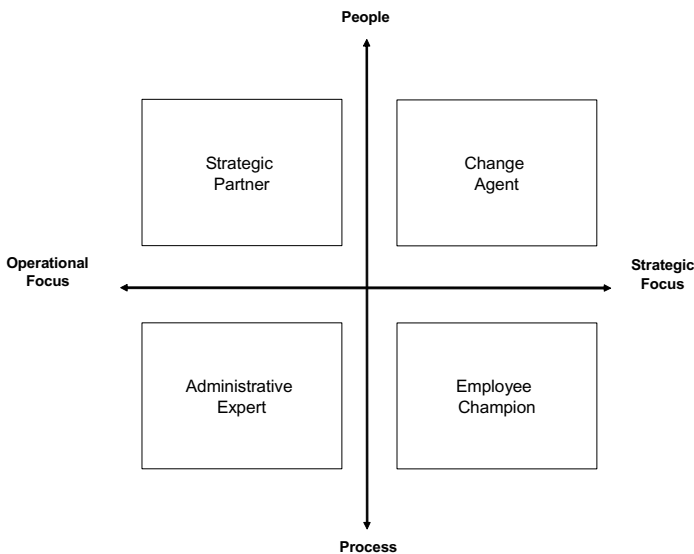 People
Strategic
Partner
Change
Agent
Operational
Focus
Strategic
Focus
Administrative
Expert
Employee
Champion
Process